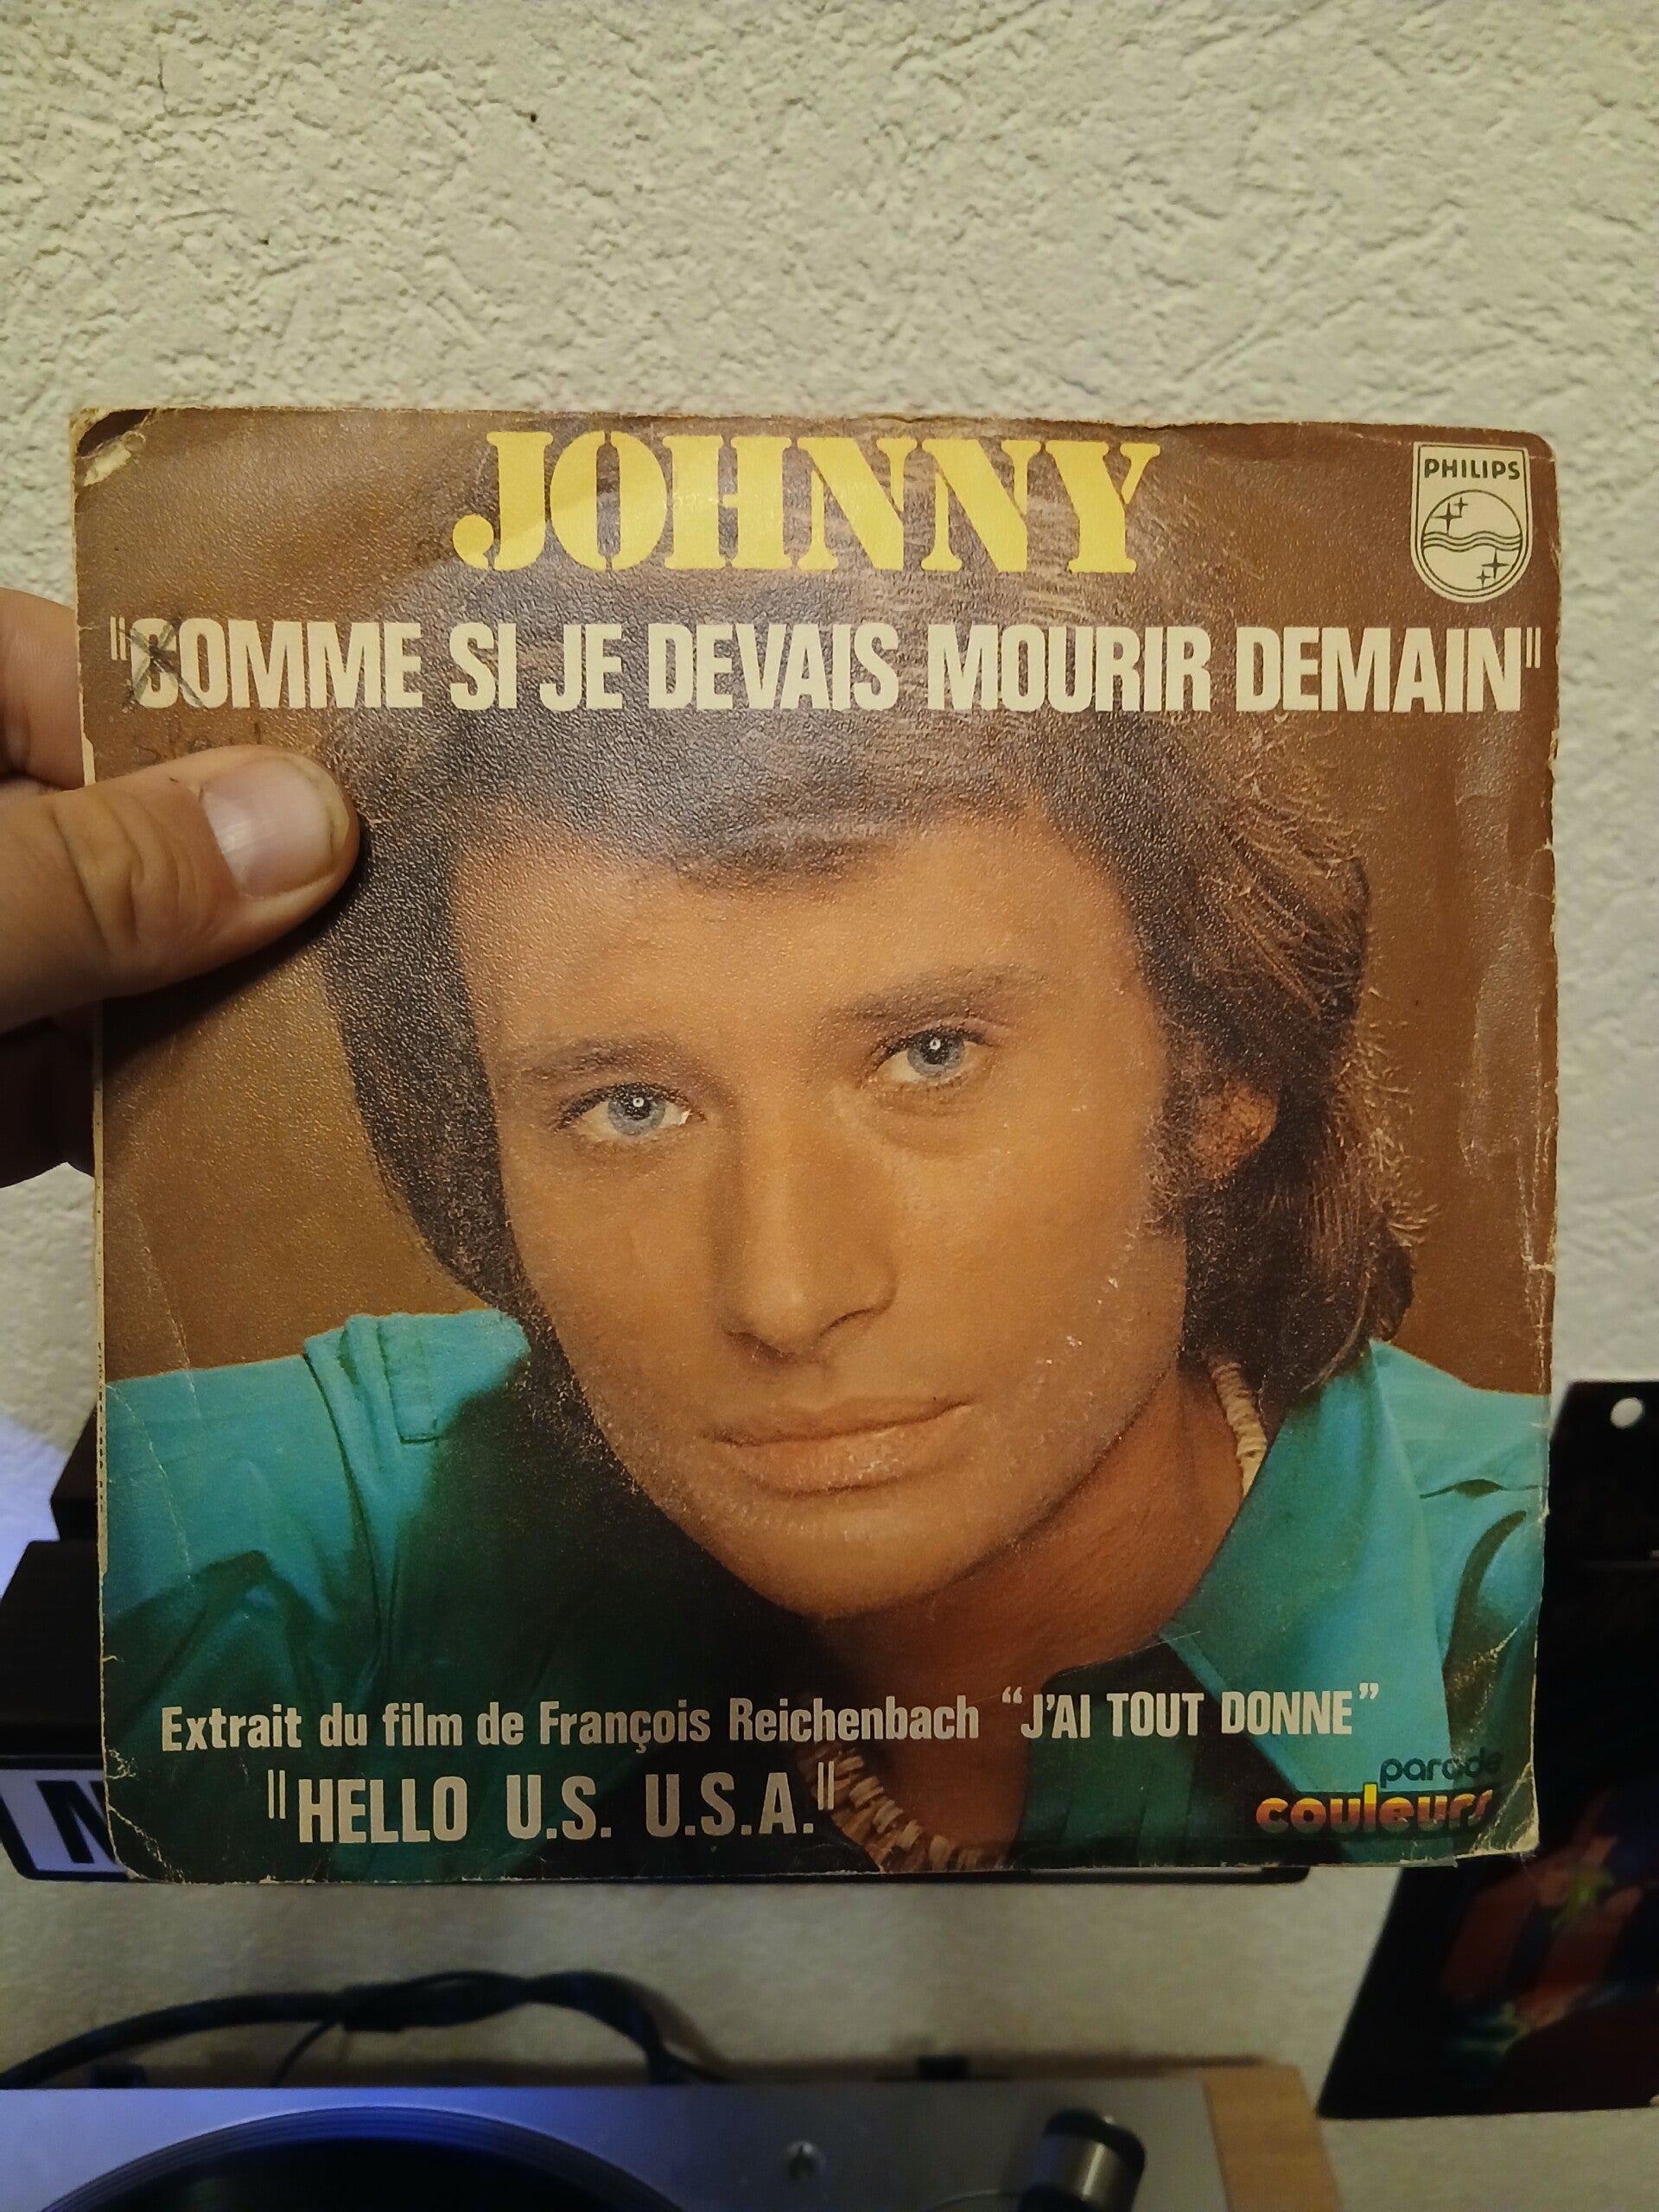 JOHNNY
PHILIPS
"COMME SI JE DEVAIS MOURIR DEMAIN"
Extrait du film de François Reichenbach “J'AI TOUT DONNE”
"HELLO U.S. U.S.A."
parade
couleurs
N